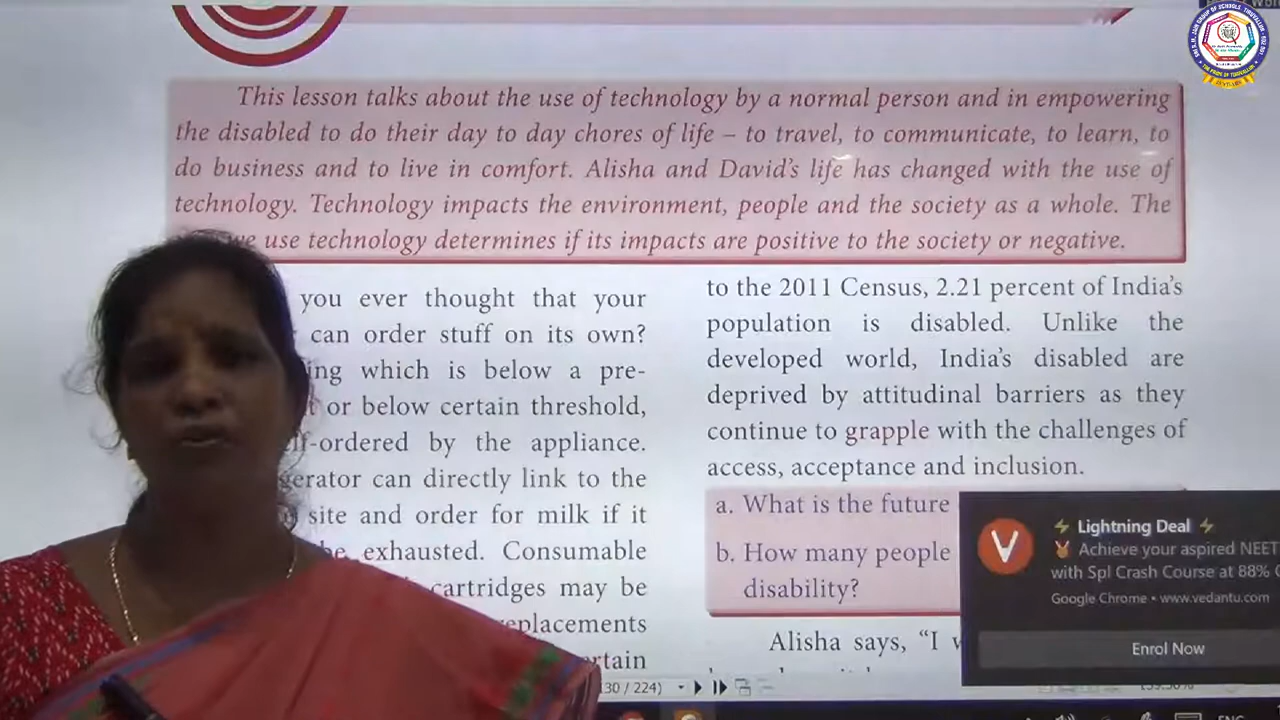 This lesson talks about the use of technology by a normal person and in empowering
the disabled to do their day to day chores of life – to travel, to communicate, to learn, to
do business and to live in comfort. Alisha and David's life has changed with the use of
technology. Technology impacts the environment, people and the society as a whole. The
we use technology determines if its impacts are positive to the society or negative.
you ever thought that your
can order stuff on its own?
which is below a pre-
or below certain threshold,
by the appliance.
can directly link to the
site and order for milk if it
be exhausted. Consumable
cartridges may be
to the 2011 Census, 2.21 percent of India's
population is disabled. Unlike the
developed world, India's disabled are
deprived by attitudinal barriers as they
continue to grapple with the challenges of
access, acceptance and inclusion.
a. What is the future
b. How many people
disability?
Alisha says, “I
⚡ Lightning Deal ⚡
Achieve your aspired NEET
with Spl Crash Course at 88%
Google Chrome • www.vedantu.com
Enrol Now
V
30 / 224)
ENG